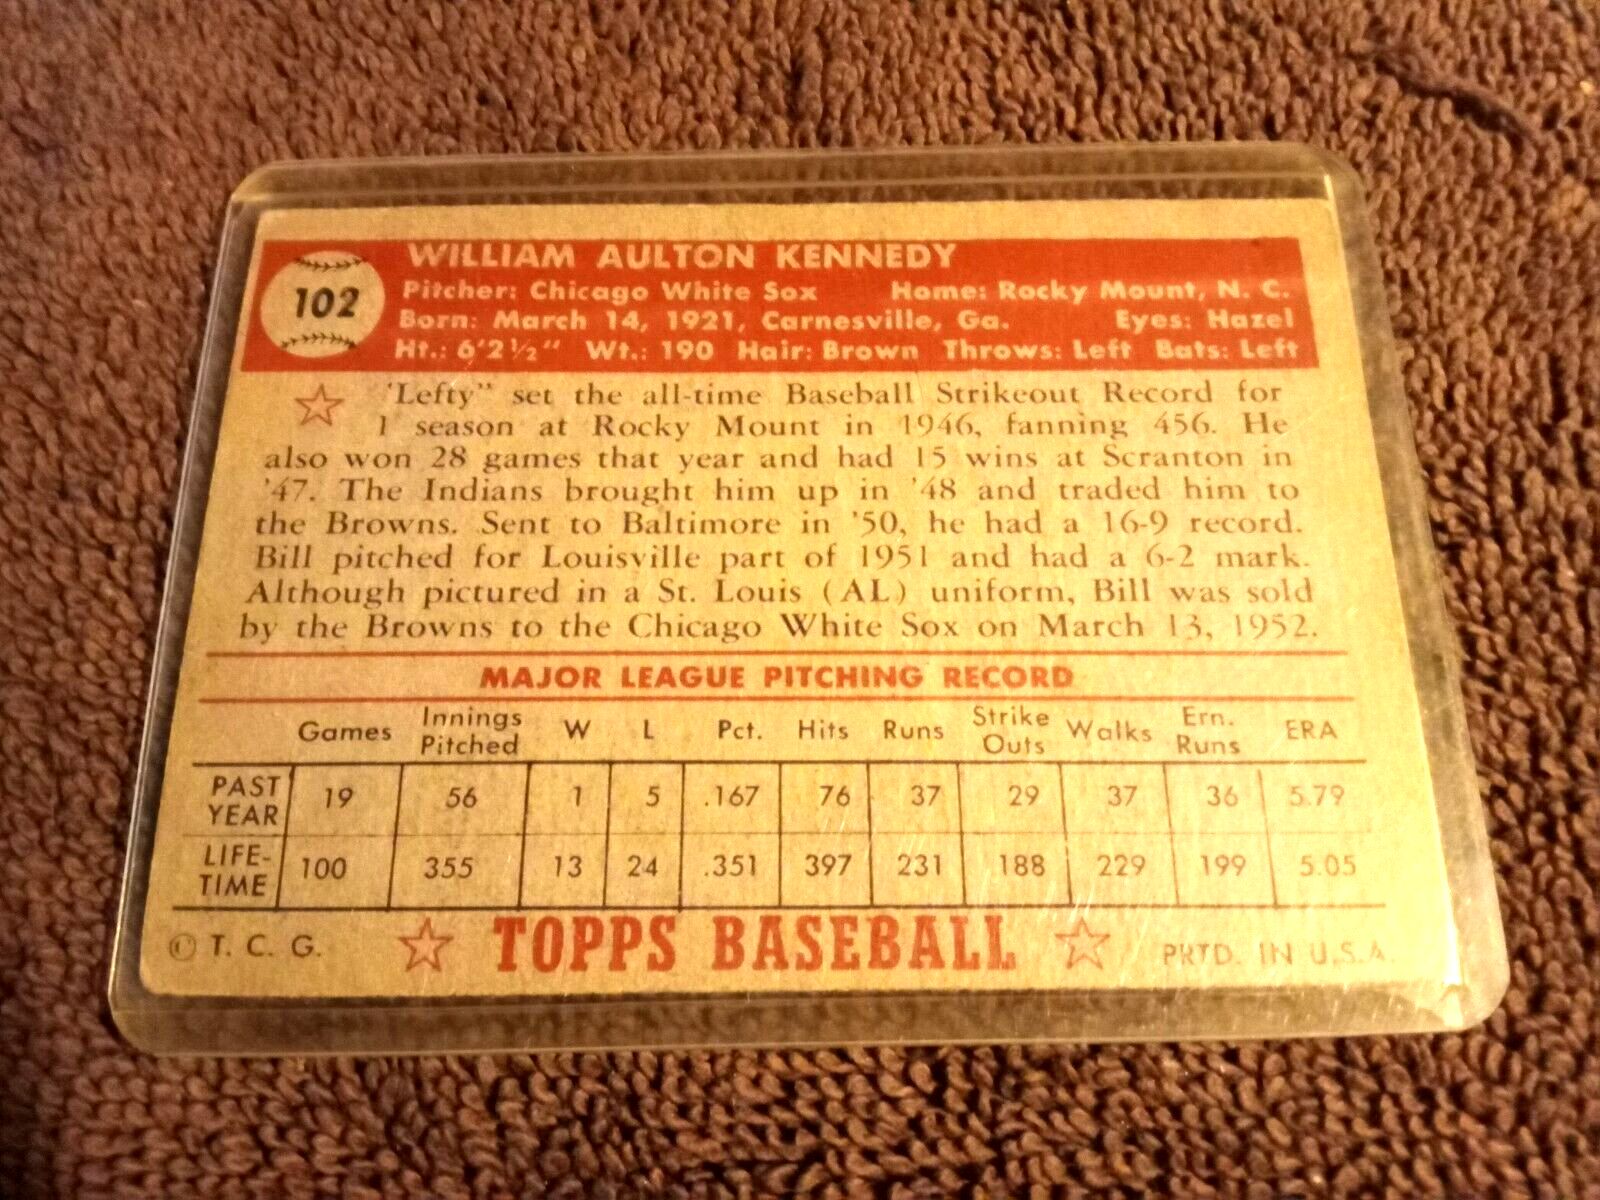 WILLIAM AULTON KENNEDY
102
Pitcher: Chicago White Sox Home: Rocky Mount, N. C.
Born: March 14, 1921, Carnesville, Ga. Eyes: Hazel
Ht.: 6'2½" Wt.: 190 Hair: Brown Throws: Left Bats: Left
'Lefty" set the all-time Baseball Strikeout Record for
1 season at Rocky Mount in 1946, fanning 456. He
also won 28 games that year and had 15 wins at Scranton in
'47. The Indians brought him up in '48 and traded him to
the Browns. Sent to Baltimore in '50, he had a 16-9 record.
Bill pitched for Louisville part of 1951 and had a 6-2 mark.
Although pictured in a St. Louis (AL) uniform, Bill was sold
by the Browns to the Chicago White Sox on March 13, 1952.
MAJOR LEAGUE PITCHING RECORD
Games Innings Pitched W L Pct. Hits Runs Strike Outs Walks Ern. Runs ERA
PAST YEAR 19 56 1 5 .167 76 37 29 37 36 5.79
LIFE-TIME 100 355 13 24 .351 397 231 188 229 199 5.05
© T. C. G. TOPPS BASEBALL PRTD. IN U.S.A.